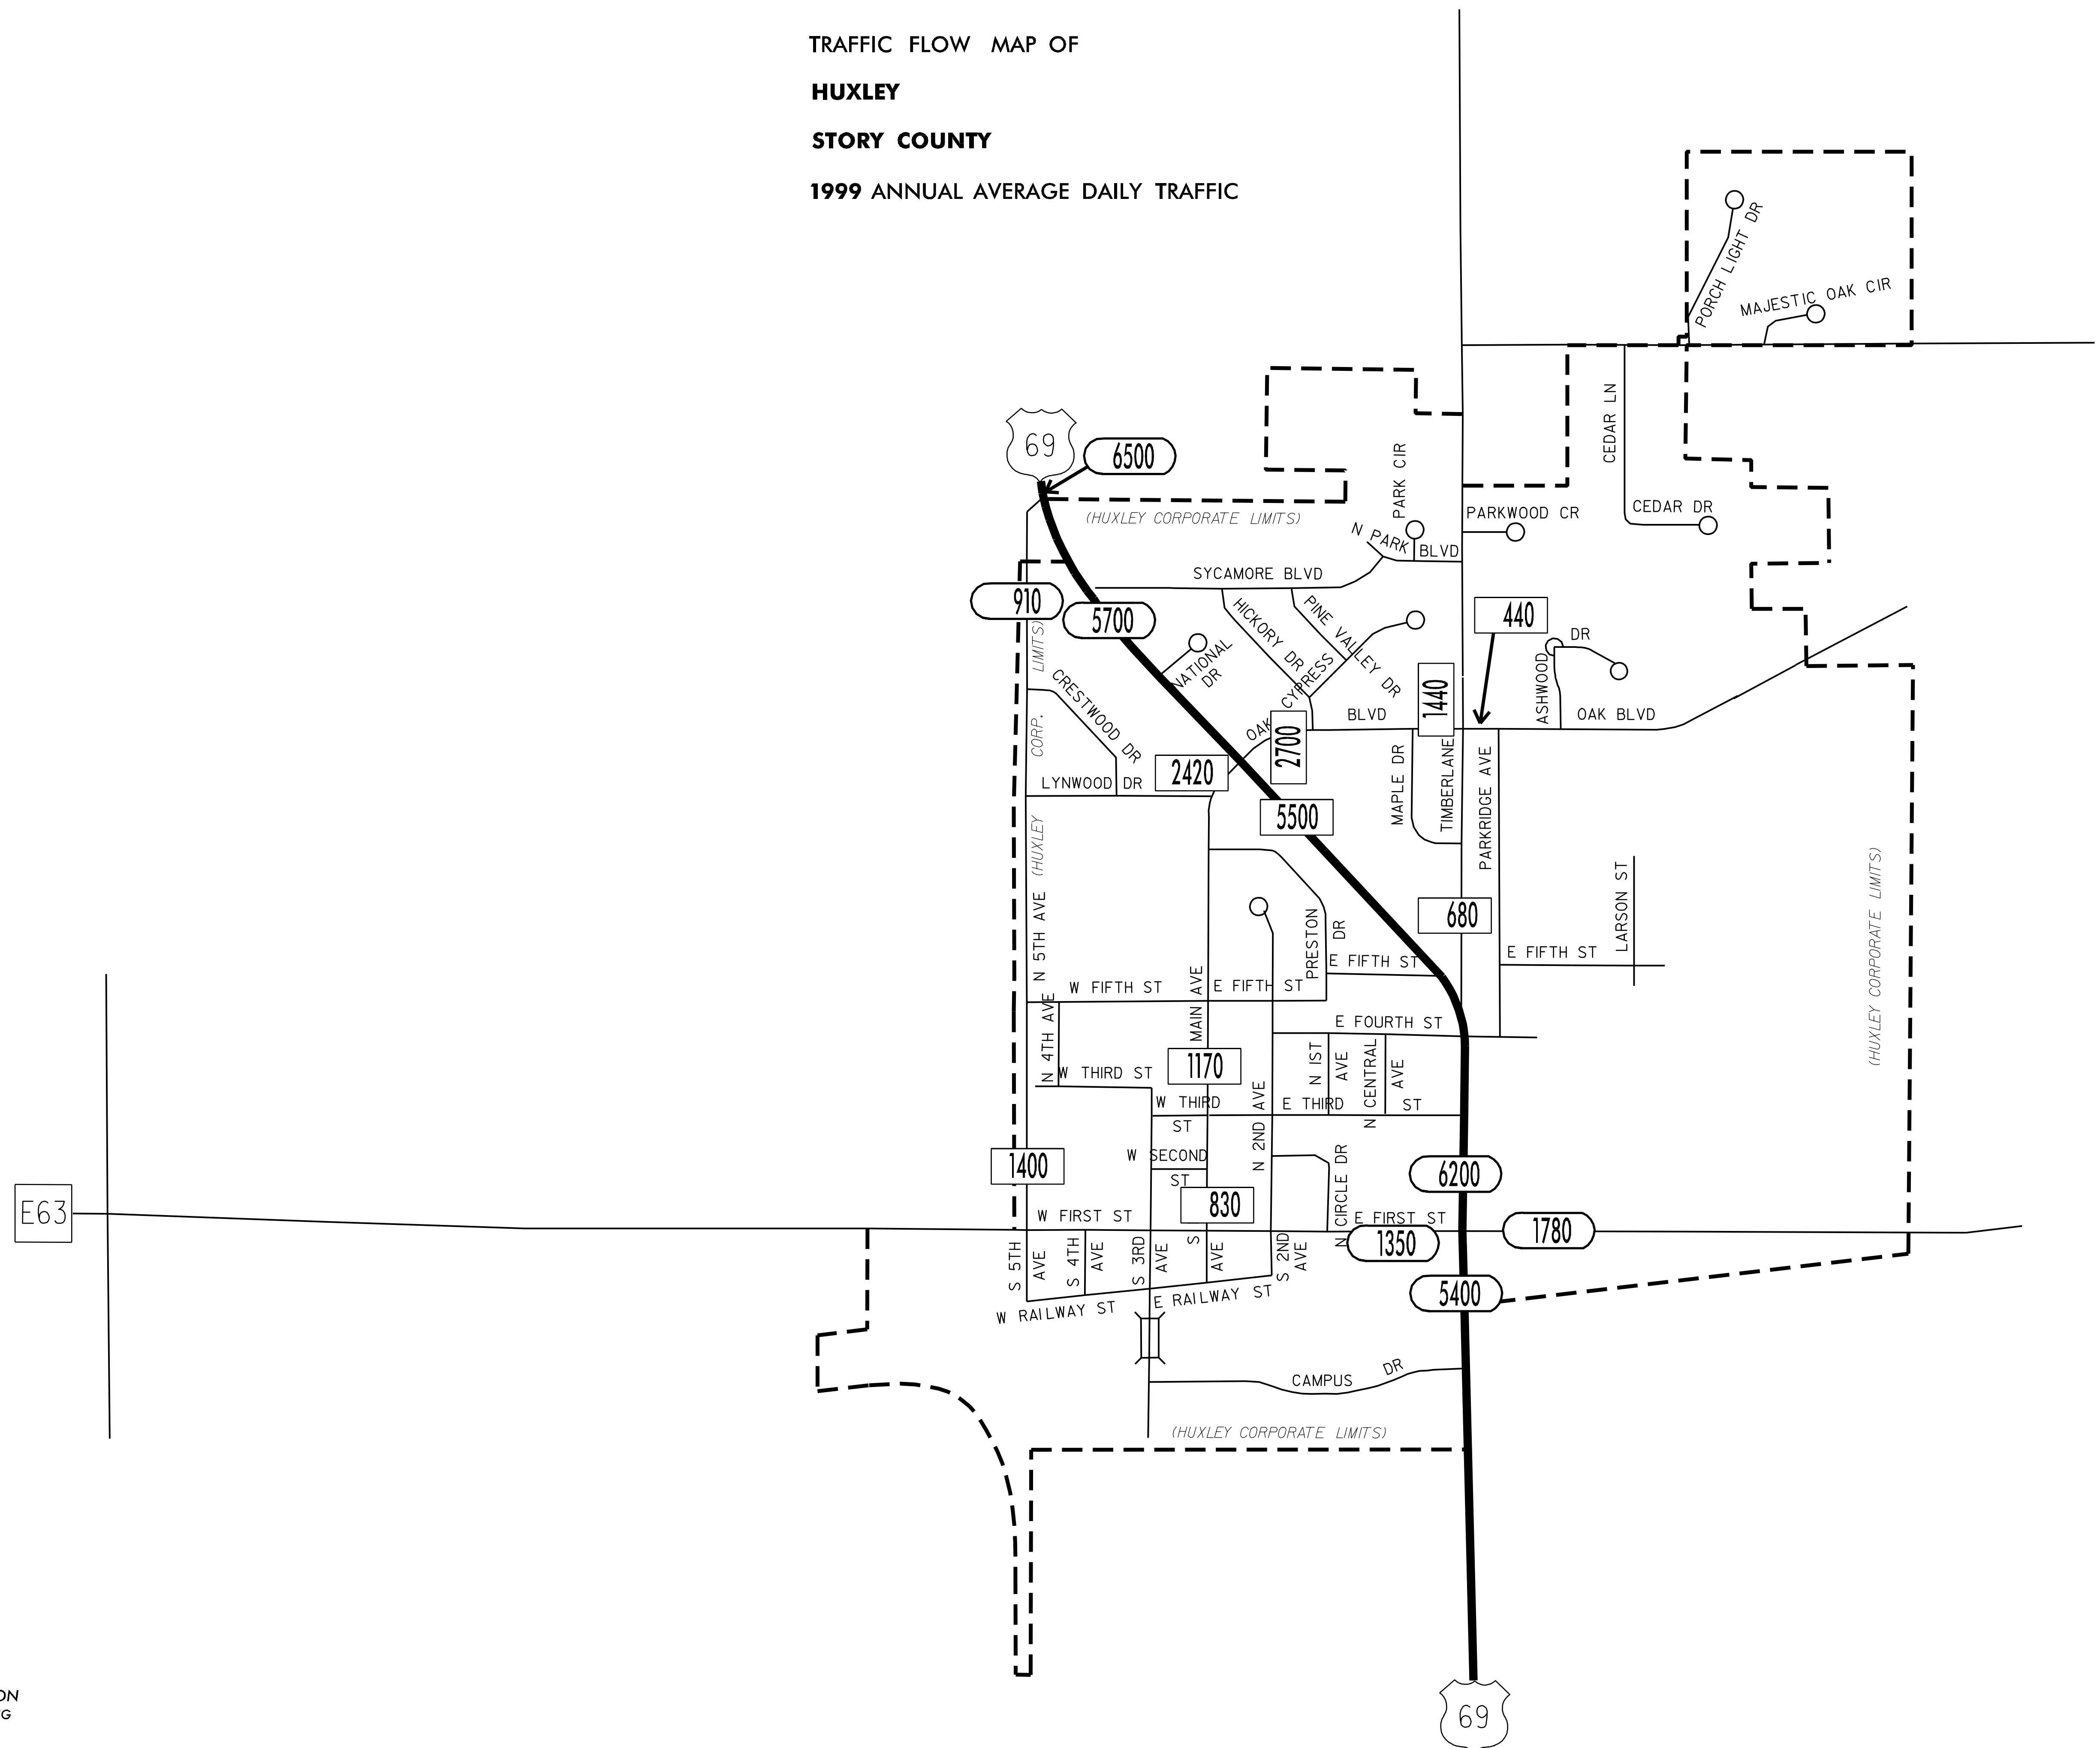 TRAFFIC FLOW MAP OF
HUXLEY
STORY COUNTY
1999 ANNUAL AVERAGE DAILY TRAFFIC
PORCH LIGHT DR
MAJESTIC OAK CIR
CEDAR LN
CEDAR DR
69
6500
(HUXLEY CORPORATE LIMITS)
PARK CIR
N PARK BLVD
PARKWOOD CR
SYCAMORE BLVD
910
5700
HICKORY DR
PINE VALLEY DR
CYPRESS
NATIONAL
DR
440
1440
ASHWOOD DR
OAK BLVD
OAK BLVD
2700
CRESTWOOD DR
(HUXLEY CORP. LIMITS)
2420
LYNWOOD DR
5500
MAPLE DR
TIMBERLANE
PARKRIDGE AVE
680
LARSON ST
(HUXLEY CORPORATE LIMITS)
N 5TH AVE
PRESTON
DR
E FIFTH ST
E FIFTH ST
W FIFTH ST
E FIFTH ST
MAIN AVE
N 4TH AVE
E FOURTH ST
1170
N 1ST
AVE
N CENTRAL
AVE
W THIRD ST
W THIRD
ST
E THIRD ST
N 2ND AVE
1400
W SECOND
ST
830
N CIRCLE DR
6200
E63
W FIRST ST
E FIRST ST
1350
1780
S 5TH
AVE
S 4TH
AVE
S 3RD
AVE
S
AVE
S 2ND
AVE
5400
W RAILWAY ST
E RAILWAY ST
CAMPUS DR
(HUXLEY CORPORATE LIMITS)
ON
G
69